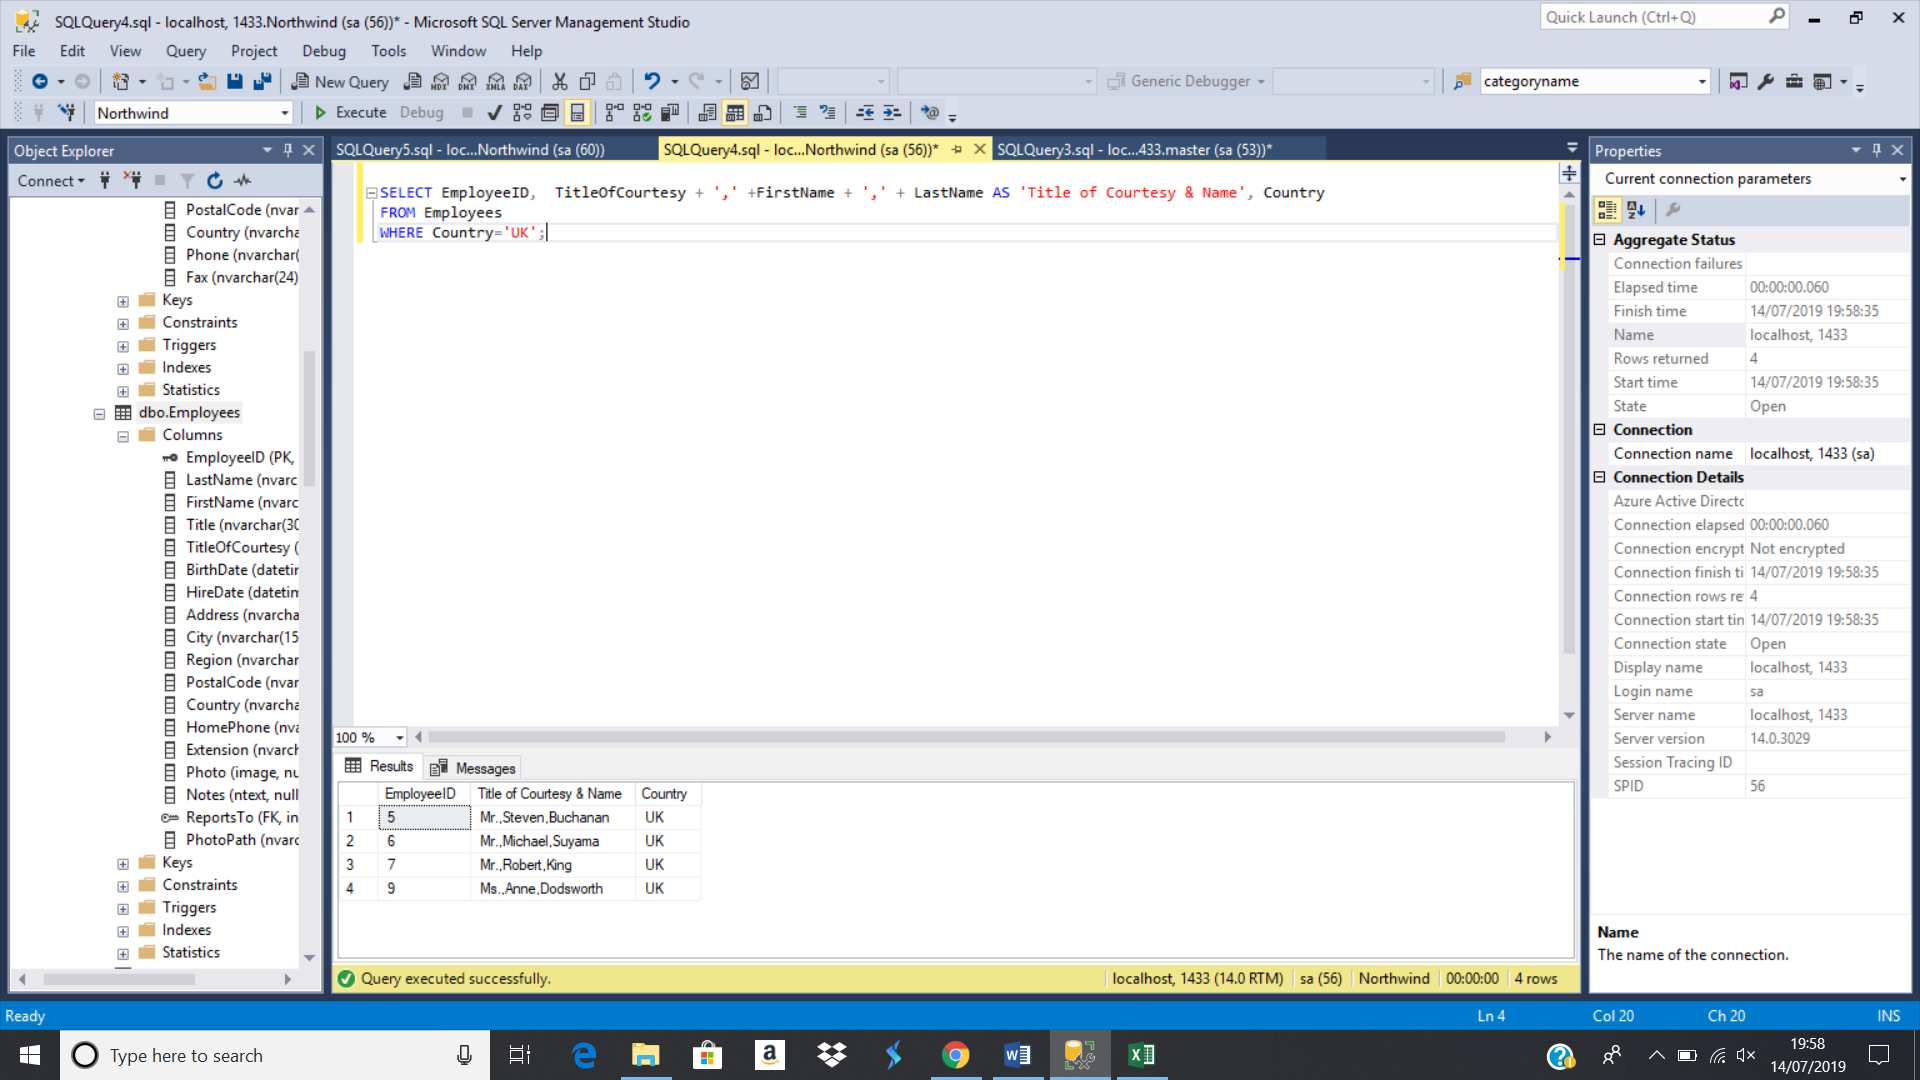 SQLQuery4.sql - localhost, 1433.Northwind (sa (56))* - Microsoft SQL Server Management Studio
Quick Launch (Ctrl+Q)
File Edit View Query Project Debug Tools Window Help
New Query
MDX DMX XMLA DAX
Generic Debugger
categoryname
Northwind
Execute Debug
Object Explorer
Connect
PostalCode (nvar
Country (nvarcha
Phone (nvarchar(
Fax (nvarchar(24)
Keys
Constraints
Triggers
Indexes
Statistics
dbo.Employees
Columns
EmployeeID (PK,
LastName (nvarc
FirstName (nvarc
Title (nvarchar(30
TitleOfCourtesy (
BirthDate (datetin
HireDate (datetim
Address (nvarcha
City (nvarchar(15
Region (nvarchar
PostalCode (nvar
Country (nvarcha
HomePhone (nva
Extension (nvarch
Photo (image, nu
Notes (ntext, null
ReportsTo (FK, in
PhotoPath (nvarc
Keys
Constraints
Triggers
Indexes
Statistics
SQLQuery5.sql - loc...Northwind (sa (60))
SQLQuery4.sql - loc...Northwind (sa (56))*
SQLQuery3.sql - loc...433.master (sa (53))*
SELECT EmployeeID,  TitleOfCourtesy + ',' +FirstName + ',' + LastName AS 'Title of Courtesy & Name', Country
FROM Employees
WHERE Country='UK';
100 %
Results Messages
EmployeeID Title of Courtesy & Name Country
1 5 Mr.,Steven,Buchanan UK
2 6 Mr.,Michael,Suyama UK
3 7 Mr.,Robert,King UK
4 9 Ms.,Anne,Dodsworth UK
Query executed successfully.
localhost, 1433 (14.0 RTM) sa (56) Northwind 00:00:00 4 rows
Properties
Current connection parameters
Aggregate Status
Connection failures
Elapsed time 00:00:00.060
Finish time 14/07/2019 19:58:35
Name localhost, 1433
Rows returned 4
Start time 14/07/2019 19:58:35
State Open
Connection
Connection name localhost, 1433 (sa)
Connection Details
Azure Active Directo
Connection elapsed 00:00:00.060
Connection encrypt Not encrypted
Connection finish ti 14/07/2019 19:58:35
Connection rows re 4
Connection start tin 14/07/2019 19:58:35
Connection state Open
Display name localhost, 1433
Login name sa
Server name localhost, 1433
Server version 14.0.3029
Session Tracing ID
SPID 56
Name
The name of the connection.
Ready
Ln 4 Col 20 Ch 20 INS
Type here to search
19:58
14/07/2019